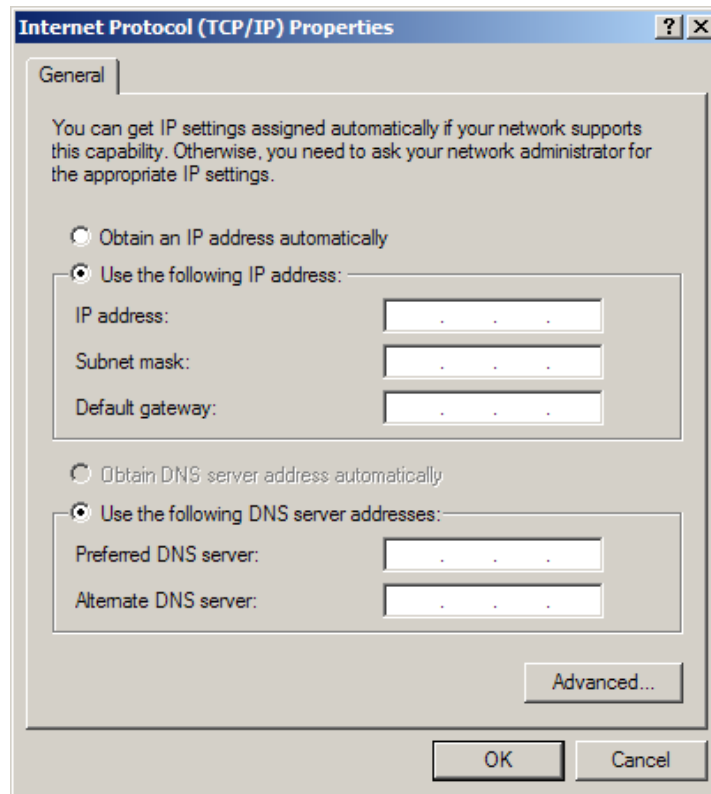 Internet Protocol (TCP/IP) Properties
General
You can get IP settings assigned automatically if your network supports
this capability. Otherwise, you need to ask your network administrator for
the appropriate IP settings.
Obtain an IP address automatically
Use the following IP address:
IP address: . . .
Subnet mask: . . .
Default gateway: . . .
Obtain DNS server address automatically
Use the following DNS server addresses:
Preferred DNS server: . . .
Alternate DNS server: . . .
Advanced...
OK Cancel